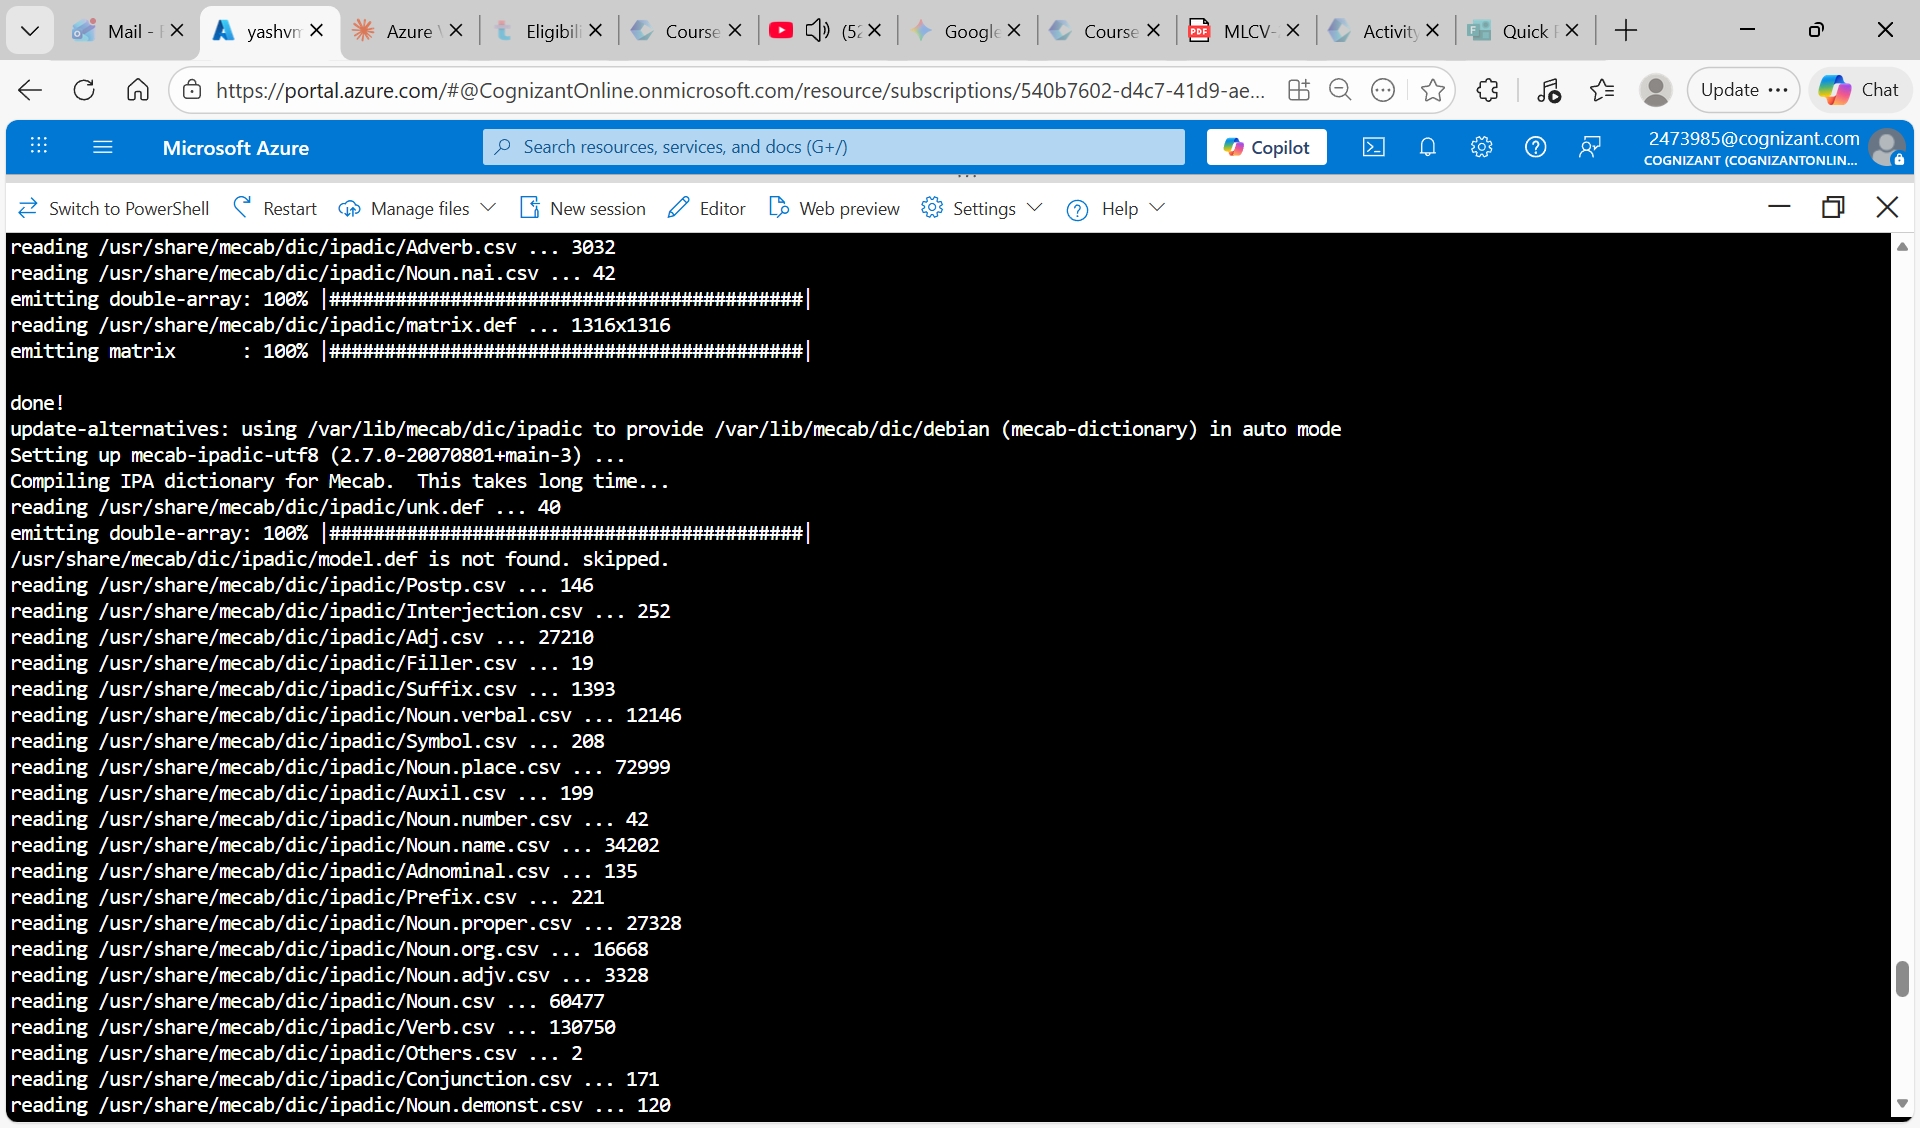 Mail -
yashvn
Azure
Eligibili
Course
(52
Google
Course
MLCV-
Activity
Quick
https://portal.azure.com/#@CognizantOnline.onmicrosoft.com/resource/subscriptions/540b7602-d4c7-41d9-ae...
Update
Chat
Microsoft Azure
Search resources, services, and docs (G+/)
Copilot
2473985@cognizant.com
COGNIZANT (COGNIZANTONLIN...
Switch to PowerShell
Restart
Manage files
New session
Editor
Web preview
Settings
Help
reading /usr/share/mecab/dic/ipadic/Adverb.csv ... 3032
reading /usr/share/mecab/dic/ipadic/Noun.nai.csv ... 42
emitting double-array: 100% |###########################################|
reading /usr/share/mecab/dic/ipadic/matrix.def ... 1316x1316
emitting matrix      : 100% |###########################################|
done!
update-alternatives: using /var/lib/mecab/dic/ipadic to provide /var/lib/mecab/dic/debian (mecab-dictionary) in auto mode
Setting up mecab-ipadic-utf8 (2.7.0-20070801+main-3) ...
Compiling IPA dictionary for Mecab.  This takes long time...
reading /usr/share/mecab/dic/ipadic/unk.def ... 40
emitting double-array: 100% |###########################################|
/usr/share/mecab/dic/ipadic/model.def is not found. skipped.
reading /usr/share/mecab/dic/ipadic/Postp.csv ... 146
reading /usr/share/mecab/dic/ipadic/Interjection.csv ... 252
reading /usr/share/mecab/dic/ipadic/Adj.csv ... 27210
reading /usr/share/mecab/dic/ipadic/Filler.csv ... 19
reading /usr/share/mecab/dic/ipadic/Suffix.csv ... 1393
reading /usr/share/mecab/dic/ipadic/Noun.verbal.csv ... 12146
reading /usr/share/mecab/dic/ipadic/Symbol.csv ... 208
reading /usr/share/mecab/dic/ipadic/Noun.place.csv ... 72999
reading /usr/share/mecab/dic/ipadic/Auxil.csv ... 199
reading /usr/share/mecab/dic/ipadic/Noun.number.csv ... 42
reading /usr/share/mecab/dic/ipadic/Noun.name.csv ... 34202
reading /usr/share/mecab/dic/ipadic/Adnominal.csv ... 135
reading /usr/share/mecab/dic/ipadic/Prefix.csv ... 221
reading /usr/share/mecab/dic/ipadic/Noun.proper.csv ... 27328
reading /usr/share/mecab/dic/ipadic/Noun.org.csv ... 16668
reading /usr/share/mecab/dic/ipadic/Noun.adjv.csv ... 3328
reading /usr/share/mecab/dic/ipadic/Noun.csv ... 60477
reading /usr/share/mecab/dic/ipadic/Verb.csv ... 130750
reading /usr/share/mecab/dic/ipadic/Others.csv ... 2
reading /usr/share/mecab/dic/ipadic/Conjunction.csv ... 171
reading /usr/share/mecab/dic/ipadic/Noun.demonst.csv ... 120